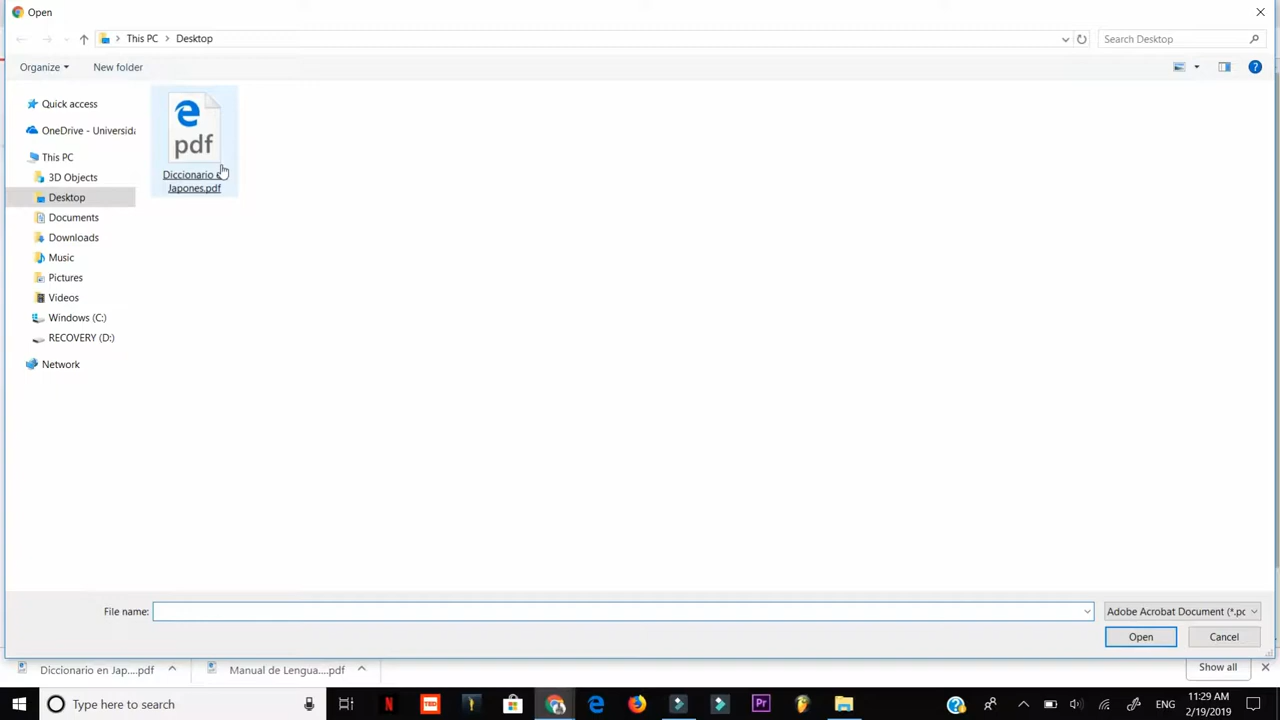 Open
This PC
Desktop
Search Desktop
Organize
New folder
Quick access
OneDrive - Universida
This PC
3D Objects
Desktop
Documents
Downloads
Music
Pictures
Videos
Windows (C:)
RECOVERY (D:)
Network
pdf
Diccionario
Japones.pdf
File name:
Adobe Acrobat Document (*.pc
Open
Cancel
Diccionario en Jap....pdf
Manual de Lengua....pdf
Show all
Type here to search
N
TED
Pr
ENG
11:29 AM
2/19/2019